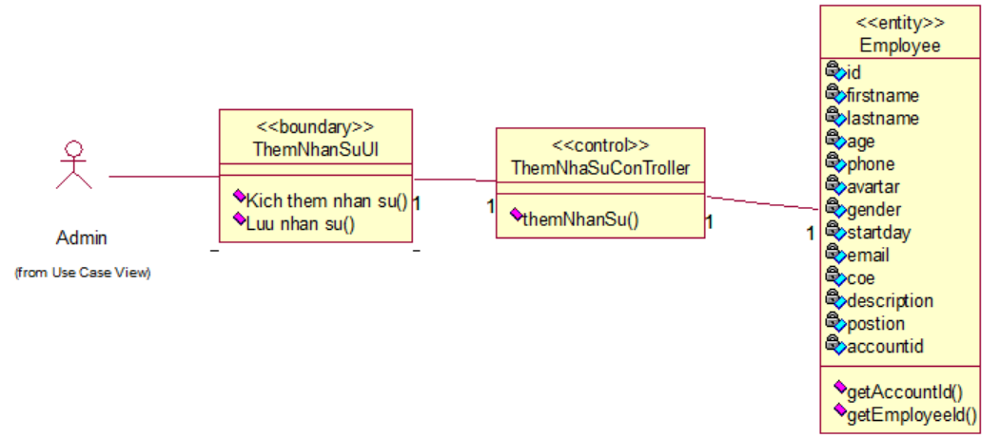 Admin
(from Use Case View)
<<boundary>>
ThemNhanSuUI
Kich them nhan su()
Luu nhan su()
1
1
<<control>>
ThemNhaSuConTroller
themNhanSu()
1
1
<<entity>>
Employee
id
firstname
lastname
age
phone
avartar
gender
startday
email
coe
description
postion
accountid
getAccountId()
getEmployeeId()